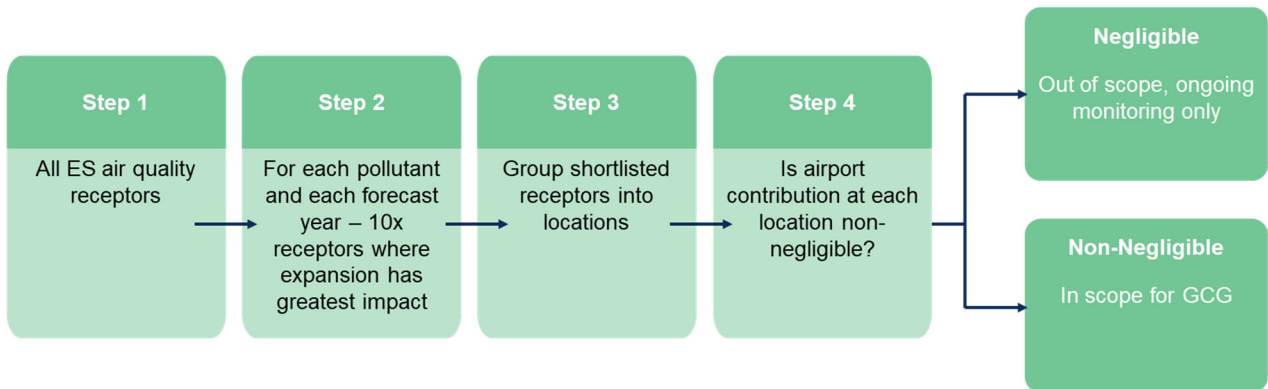 Step 1
All ES air quality
receptors
Step 2
For each pollutant
and each forecast
year – 10x
receptors where
expansion has
greatest impact
Step 3
Group shortlisted
receptors into
locations
Step 4
Is airport
contribution at each
location non-
negligible?
Negligible
Out of scope, ongoing
monitoring only
Non-Negligible
In scope for GCG